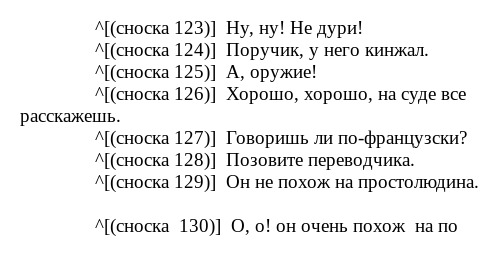 ^[(сноска 123)] Ну, ну! Не дури!
^[(сноска 124)] Поручик, у него кинжал.
^[(сноска 125)] А, оружие!
^[(сноска 126)] Хорошо, хорошо, на суде все
расскажешь.
^[(сноска 127)] Говоришь ли по-французски?
^[(сноска 128)] Позовите переводчика.
^[(сноска 129)] Он не похож на простолюдина.
^[(сноска 130)] О, о! он очень похож на по